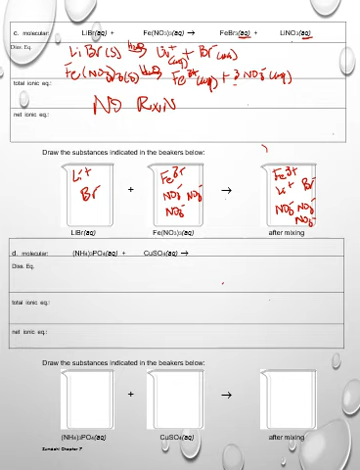 c. molecular: LiBr(aq) + Fe(NO₃)₃(aq) → FeBr₃(aq) + LiNO₃(aq)
Diss. Eq.
LiBr(s) H₂O→ Li⁺(aq) + Br⁻(aq)
Fe(NO₃)₃(s) H₂O→ Fe³⁺(aq) + 3 NO₃⁻(aq)
total ionic eq.:
NO RXN
net ionic eq.:
Draw the substances indicated in the beakers below:
Li⁺ Fe³⁺ Fe³⁺
Br⁻ + NO₃⁻ NO₃⁻ → Li⁺ Br⁻
NO₃⁻ NO₃⁻ NO₃⁻
NO₃⁻
LiBr(aq) Fe(NO₃)₃(aq) after mixing
d. molecular: (NH₄)₃PO₄(aq) + CuSO₄(aq) →
Diss. Eq.
total ionic eq.:
net ionic eq.:
Draw the substances indicated in the beakers below:
+ →
(NH₄)₃PO₄(aq) CuSO₄(aq) after mixing
Sumdahl Chapter 7